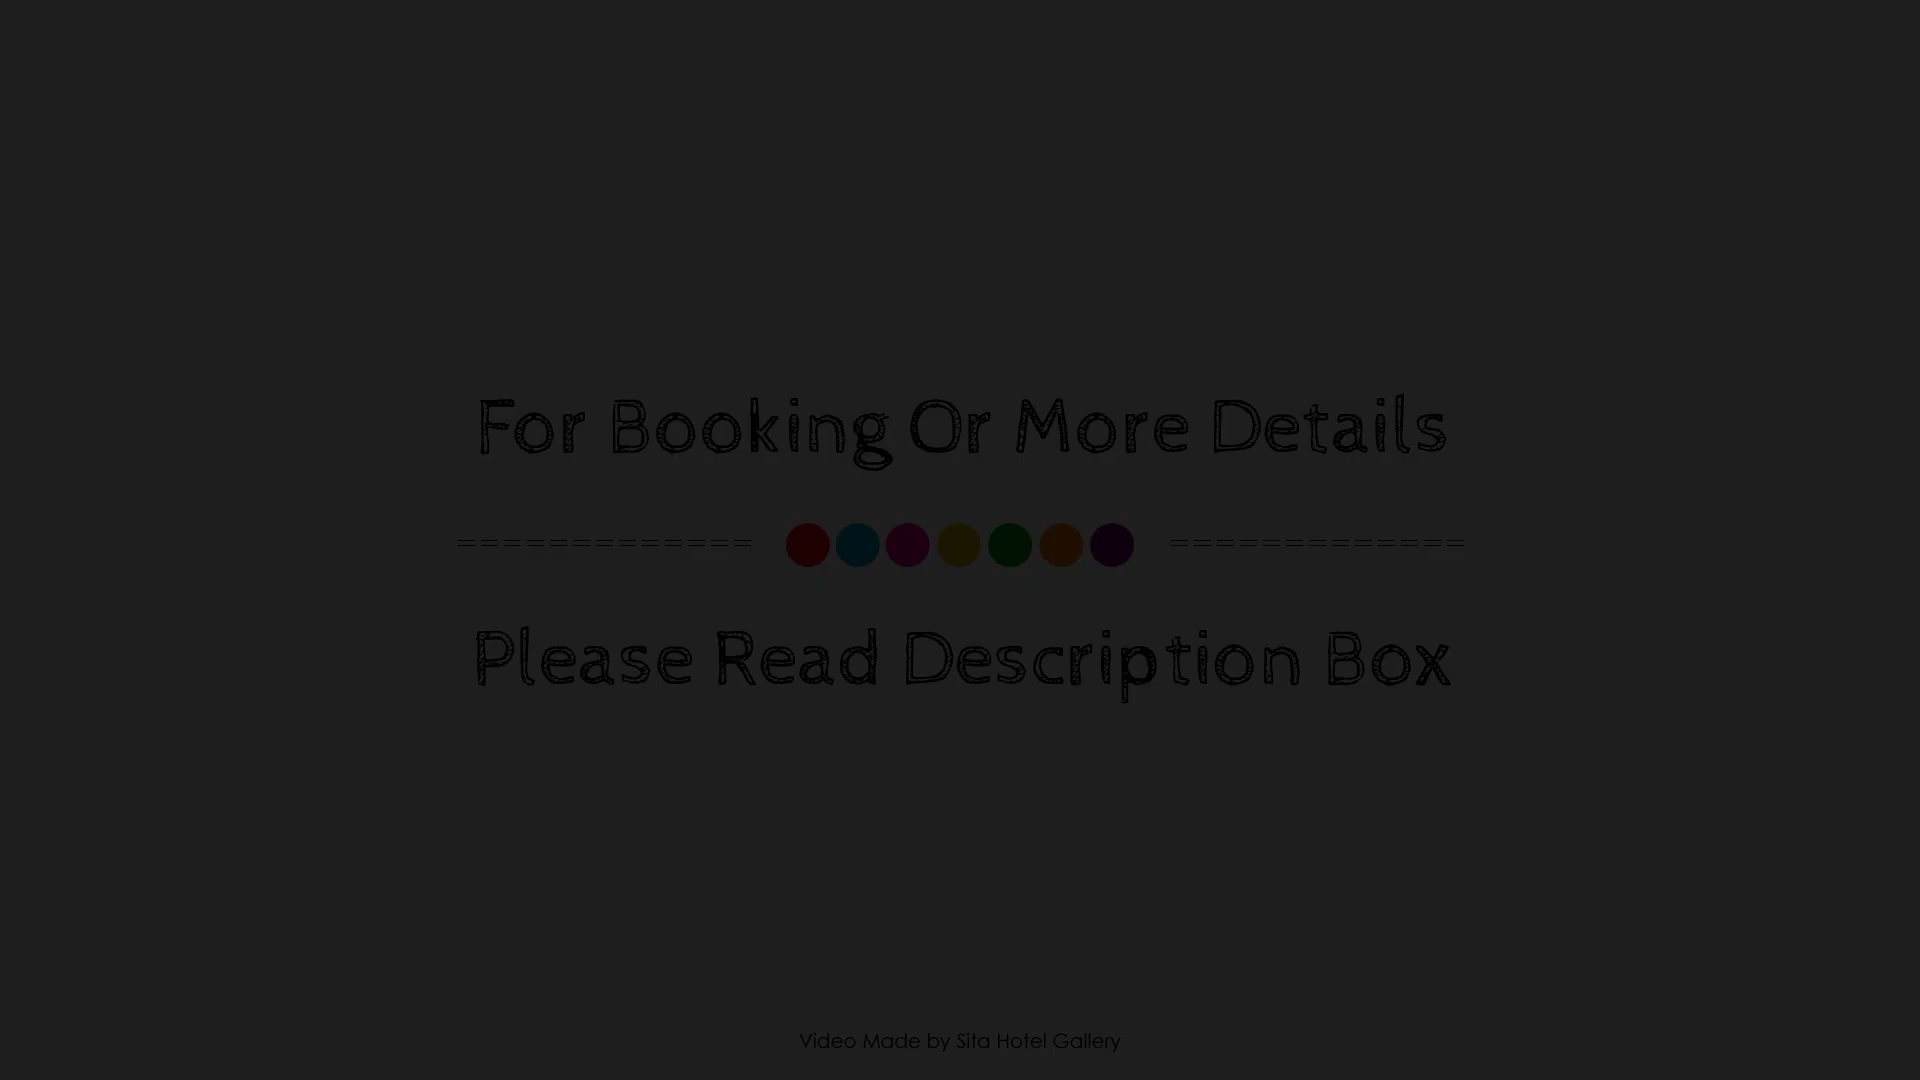 For Booking Or More Details
============= =============
Please Read Description Box
Video Made by Sita Hotel Gallery